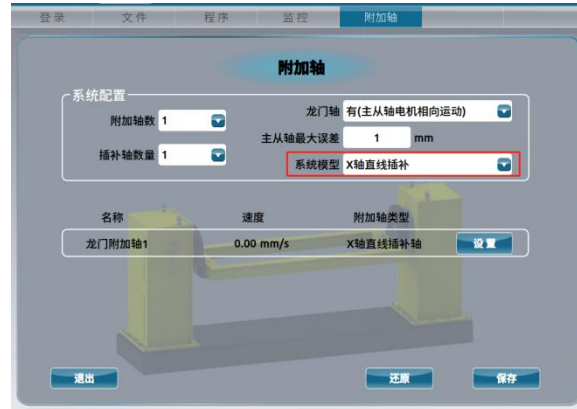 登录 文件 程序 监控 附加轴
附加轴
系统配置
附加轴数 1 龙门轴 有(主从轴电机相向运动)
主从轴最大误差 1 mm
插补轴数量 1 系统模型 X轴直线插补
名称 速度 附加轴类型
龙门附加轴1 0.00 mm/s X轴直线插补轴 设置
退出 还原 保存